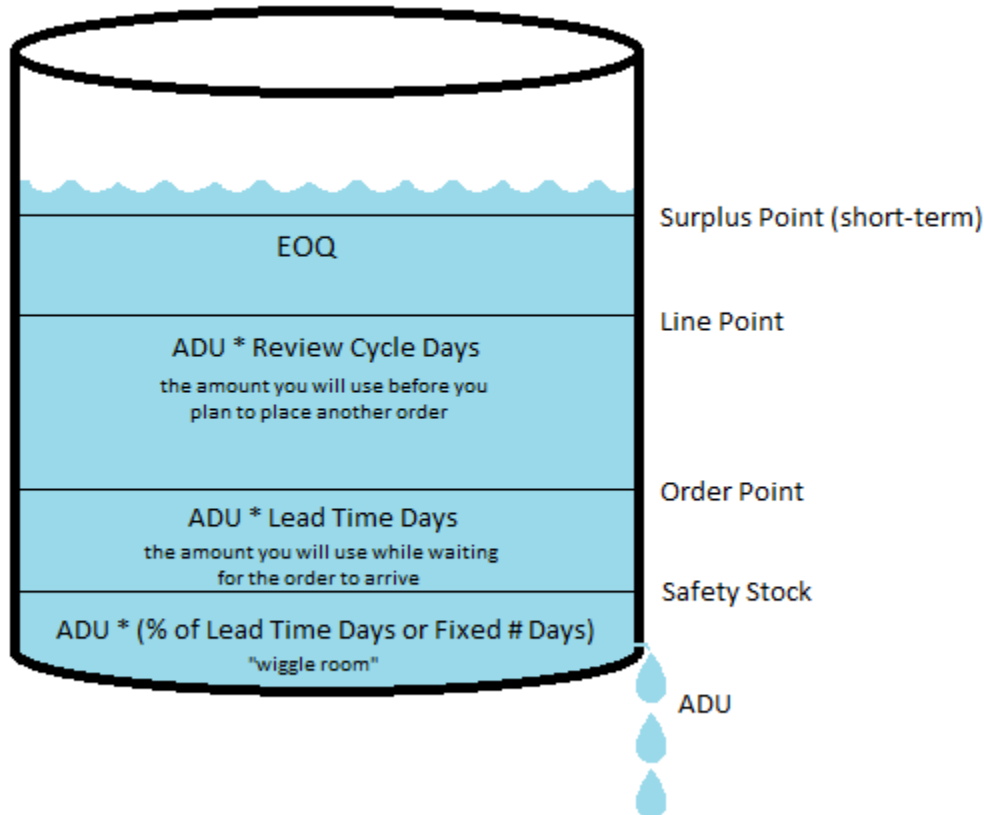 Surplus Point (short-term)
EOQ
Line Point
ADU * Review Cycle Days
the amount you will use before you
plan to place another order
Order Point
ADU * Lead Time Days
the amount you will use while waiting
for the order to arrive
Safety Stock
ADU * (% of Lead Time Days or Fixed # Days)
"wiggle room"
ADU